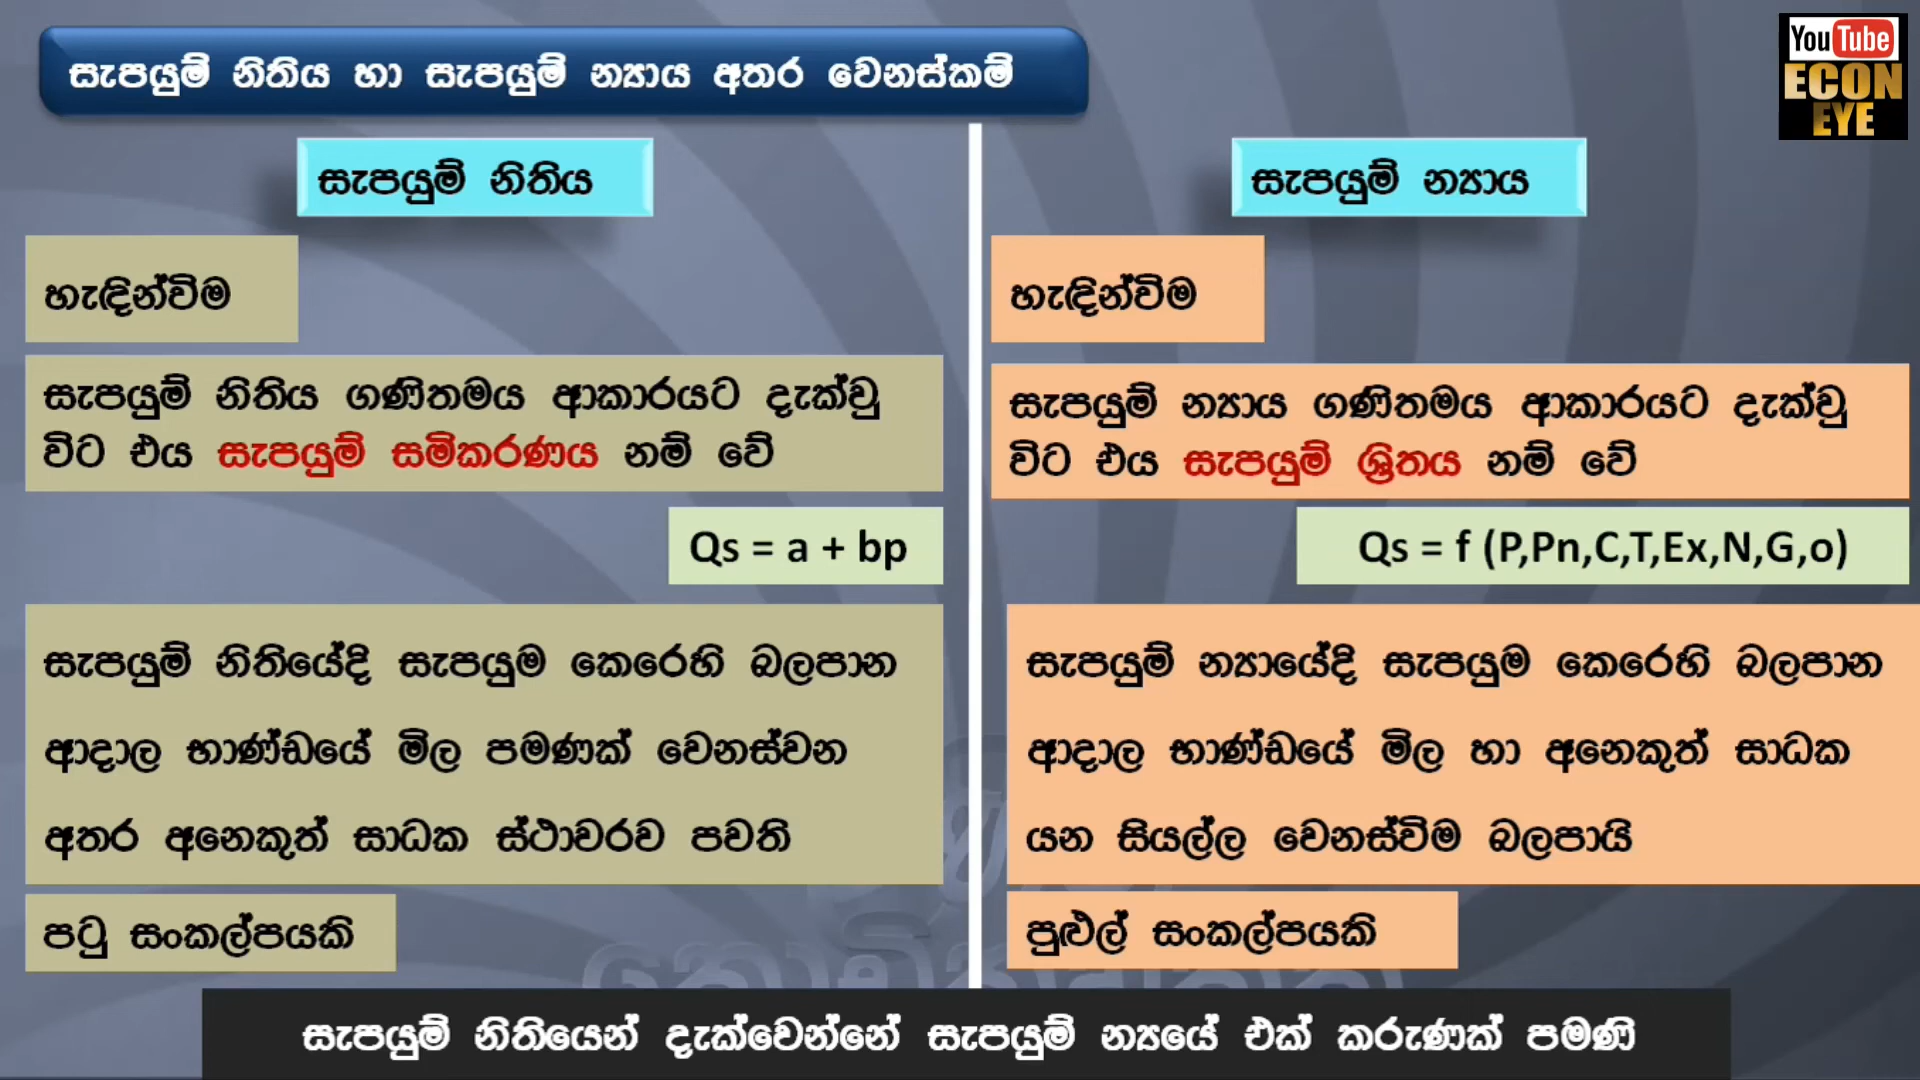 සැපයුම් නිතිය හා සැපයුම් න්‍යාය අතර වෙනස්කම්
YouTube
ECON
EYE
සැපයුම් නිතිය
හැඳින්විම
සැපයුම් නිතිය ගණිතමය ආකාරයට දැක්වු
විට එය සැපයුම් සමිකරණය නම් වේ
Qs = a + bp
සැපයුම් නිතියේදි සැපයුම කෙරෙහි බලපාන
ආදාල භාණ්ඩයේ මිල පමණක් වෙනස්වන
අතර අනෙකුත් සාධක ස්ථාවරව පවති
පටු සංකල්පයකි
සැපයුම් න්‍යාය
හැඳින්විම
සැපයුම් න්‍යාය ගණිතමය ආකාරයට දැක්වු
විට එය සැපයුම් ශ්‍රිතය නම් වේ
Qs = f (P,Pn,C,T,Ex,N,G,o)
සැපයුම් න්‍යායේදි සැපයුම කෙරෙහි බලපාන
ආදාල භාණ්ඩයේ මිල හා අනෙකුත් සාධක
යන සියල්ල වෙනස්විම බලපායි
පුළුල් සංකල්පයකි
සැපයුම් නිතියෙන් දැක්වෙන්නේ සැපයුම් න්‍යයේ එක් කරුණක් පමණි